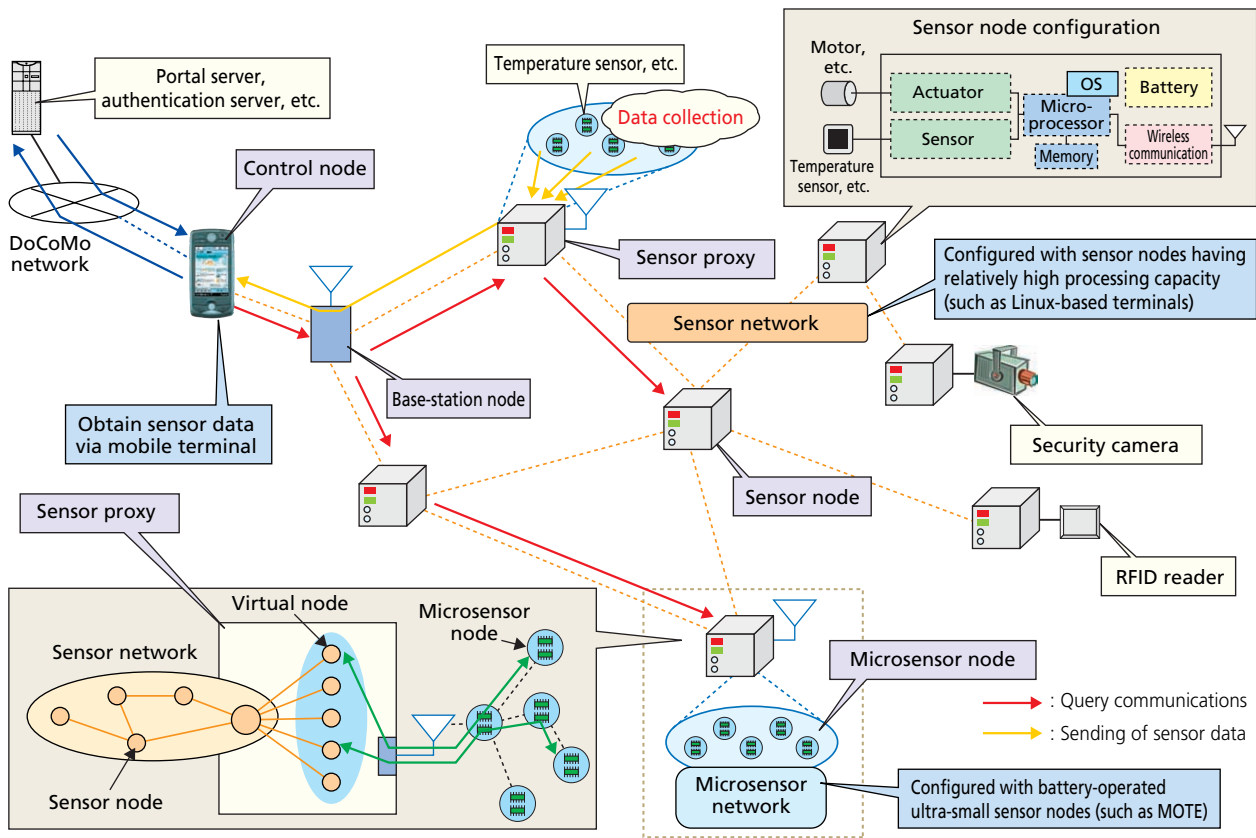 Sensor node configuration
Motor,
etc.
Actuator
Sensor
OS
Micro-
processor
Memory
Battery
Wireless
communication
Temperature
sensor, etc.
Portal server,
authentication server, etc.
Temperature sensor, etc.
Data collection
Control node
DoCoMo
network
Sensor proxy
Configured with sensor nodes having
relatively high processing capacity
(such as Linux-based terminals)
Sensor network
Base-station node
Obtain sensor data
via mobile terminal
Security camera
Sensor node
RFID reader
Sensor proxy
Virtual node
Microsensor
node
Sensor network
Sensor node
Microsensor node
: Query communications
: Sending of sensor data
Microsensor
network
Configured with battery-operated
ultra-small sensor nodes (such as MOTE)